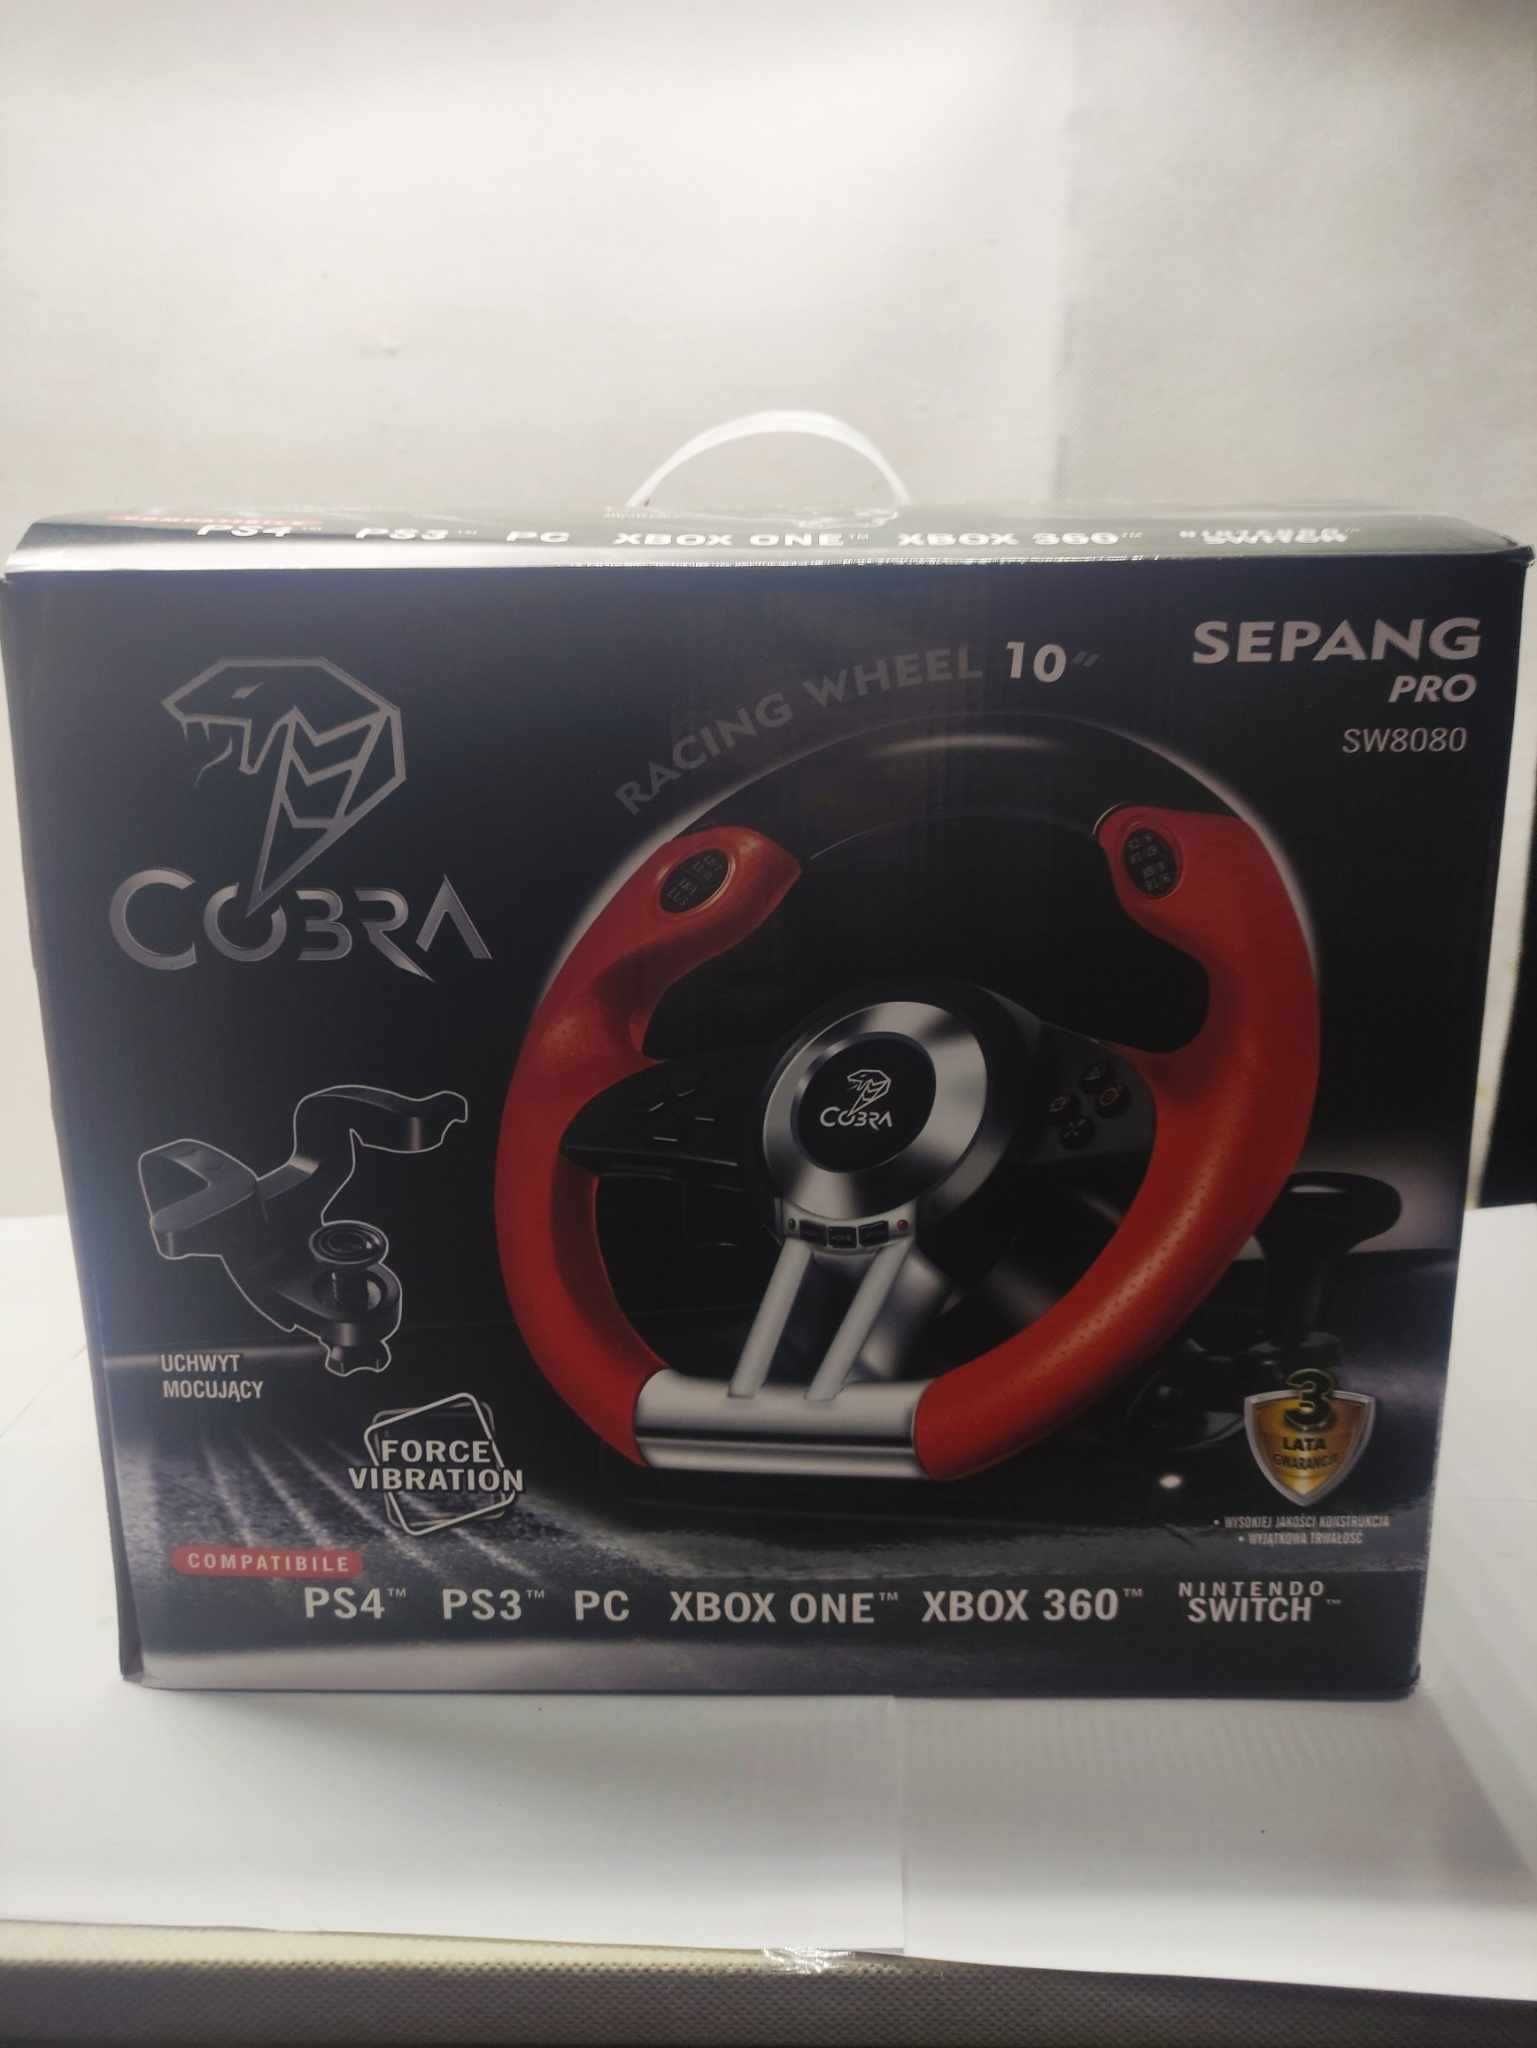 PS4™ PS3™ PC XBOX ONE™ XBOX 360™ NINTENDO SWITCH™
SEPANG
PRO
SW8080
RACING WHEEL 10"
COBRA
COBRA
UCHWYT
MOCUJĄCY
FORCE
VIBRATION
3
LATA
GWARANCJI
• WYSOKIEJ JAKOŚCI KONSTRUKCJA
• WYJĄTKOWA TRWAŁOŚĆ
COMPATIBILE
PS4™ PS3™ PC XBOX ONE™ XBOX 360™ NINTENDO SWITCH™